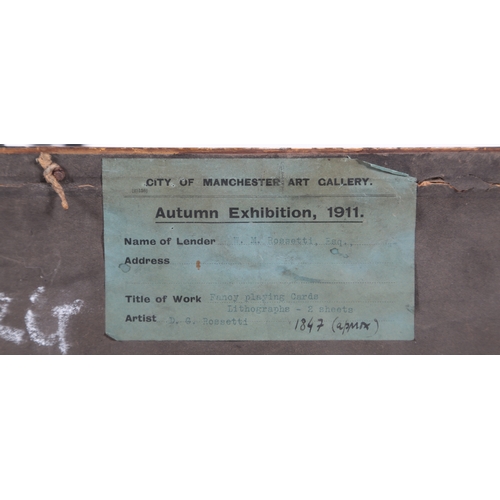 CITY OF MANCHESTER ART GALLERY.
Autumn Exhibition, 1911.
Name of Lender M. Rossetti, Esq.,
Address
Title of Work Fancy playing Cards
Lithographs - 2 sheets
Artist D. G. Rossetti
1847 (aprox)